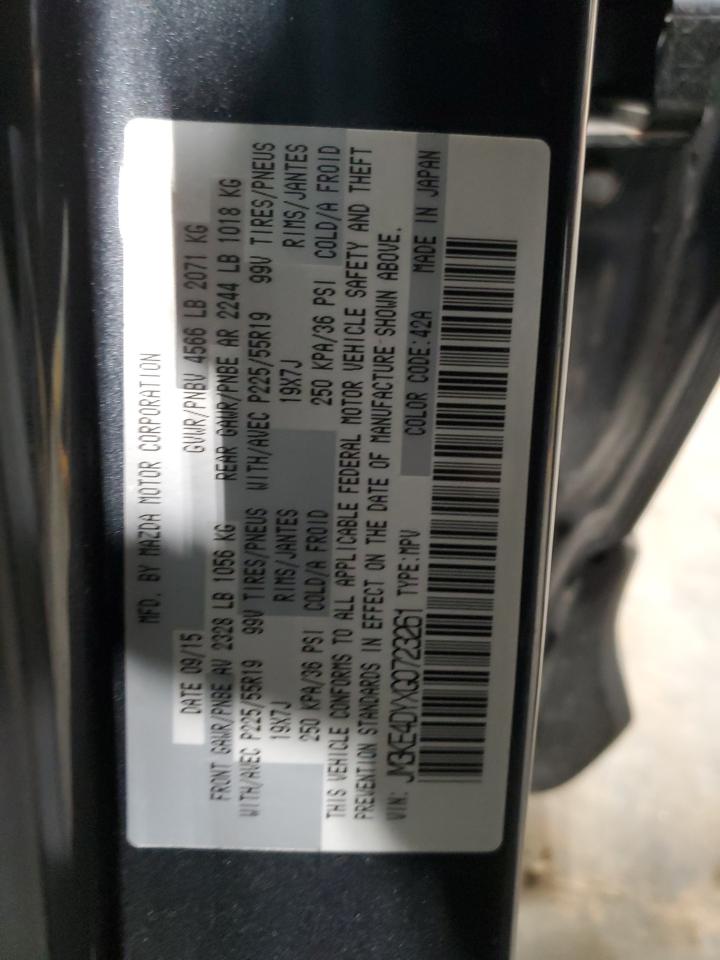 MFD. BY MAZDA MOTOR CORPORATION
DATE 09/15 GVWR/PNBV 4566 LB 2071 KG
FRONT GAWR/PNBE AV 2328 LB 1056 KG REAR GAWR/PNBE AR 2244 LB 1018 KG
WITH/AVEC P225/55R19 99V TIRES/PNEUS WITH/AVEC P225/55R19 99V TIRES/PNEUS
19X7J RIMS/JANTES 19X7J RIMS/JANTES
250 KPA/36 PSI COLD/A FROID 250 KPA/36 PSI COLD/A FROID
THIS VEHICLE CONFORMS TO ALL APPLICABLE FEDERAL MOTOR VEHICLE SAFETY AND THEFT
PREVENTION STANDARDS IN EFFECT ON THE DATE OF MANUFACTURE SHOWN ABOVE.
VIN: JM3KE4DYXG0723261 TYPE:MPV COLOR CODE:42A MADE IN JAPAN